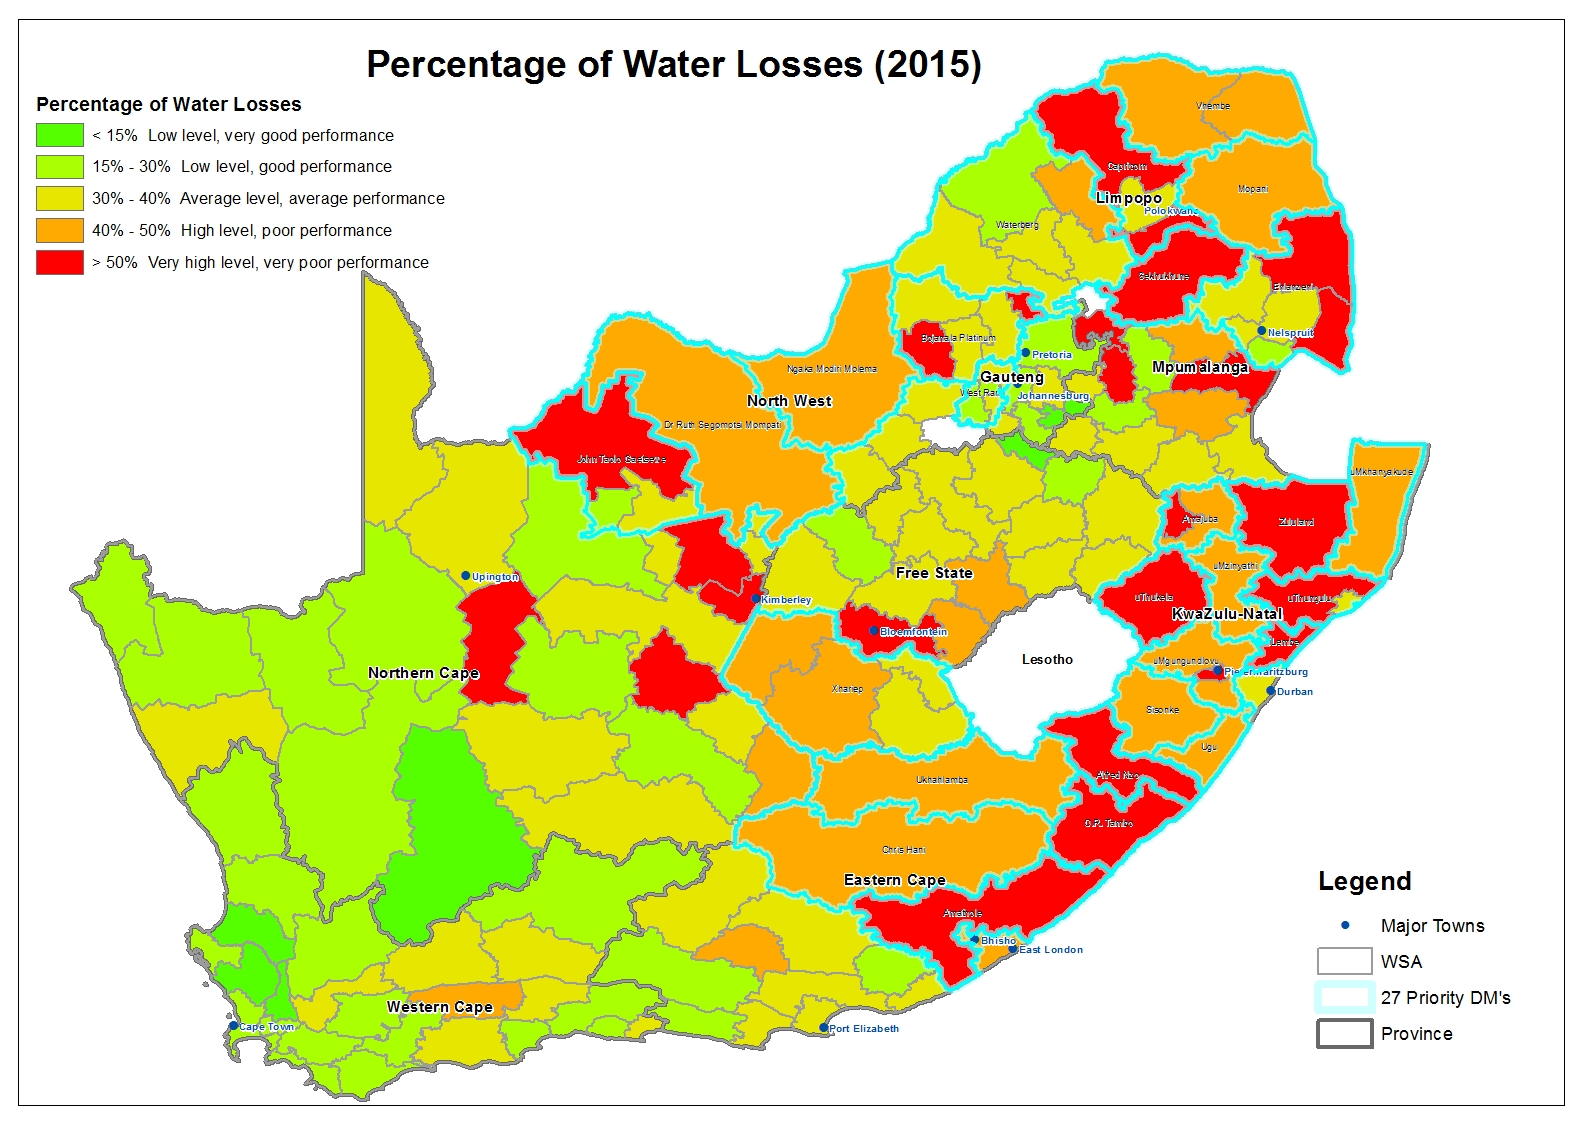 Percentage of Water Losses (2015)
Percentage of Water Losses
< 15% Low level, very good performance
15% - 30% Low level, good performance
30% - 40% Average level, average performance
40% - 50% High level, poor performance
> 50% Very high level, very poor performance
Vhembe
Capricorn
Mopani
Limpopo
Polokwane
Waterberg
Sekhukhune
Ehlanzeni
Nelspruit
Bojanala Platinum
Pretoria
Mpumalanga
Ngaka Modiri Molema
Gauteng
West Rand
Johannesburg
North West
Dr Ruth Segomotsi Mompati
John Taolo Gaetsewe
uMkhanyakude
Amajuba
Zululand
uMzinyathi
Upington
Free State
Kimberley
uThukela
uThungulu
KwaZulu-Natal
Bloemfontein
iLembe
Lesotho
uMgungundlovu
Pietermaritzburg
Northern Cape
Xhariep
Durban
Sisonke
Ugu
Ukhahlamba
Alfred Nzo
O.R. Tambo
Chris Hani
Eastern Cape
Amathole
Bhisho
East London
Western Cape
Cape Town
Port Elizabeth
Legend
Major Towns
WSA
27 Priority DM's
Province